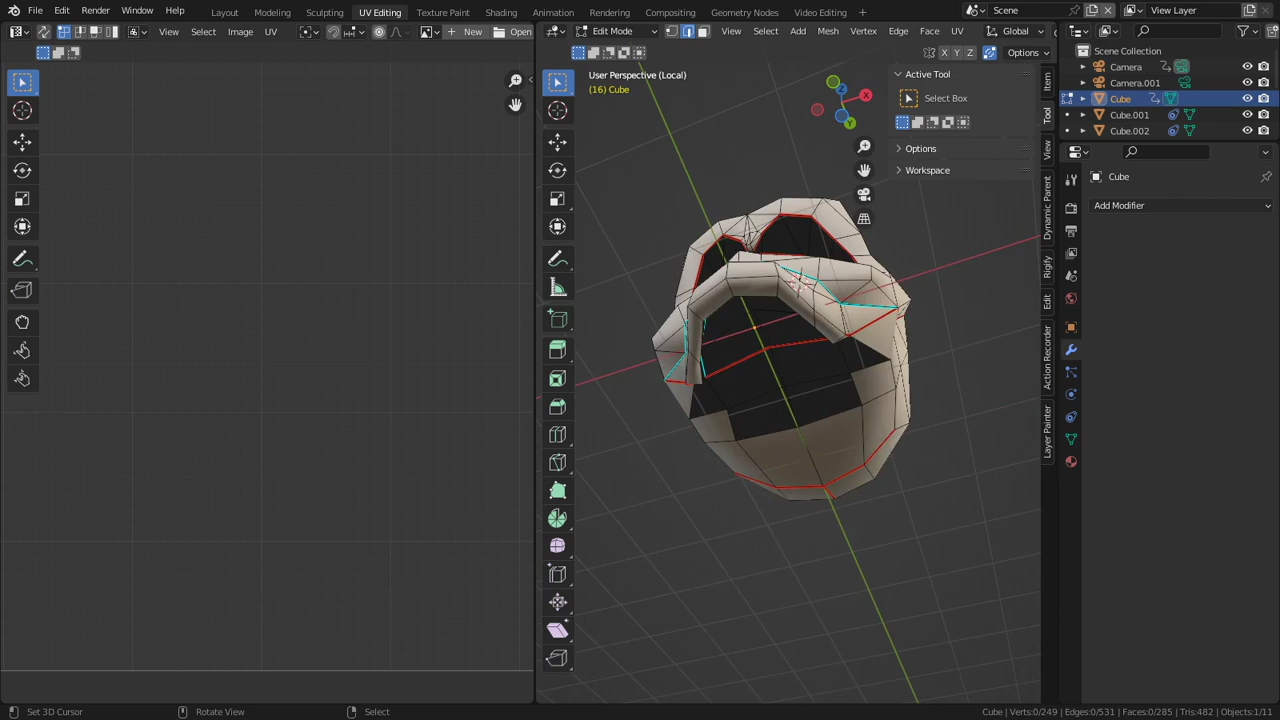 File Edit Render Window Help Layout Modeling Sculpting UV Editing Texture Paint Shading Animation Rendering Compositing Geometry Nodes Video Editing Scene View Layer
View Select Image UV New Open Edit Mode View Select Add Mesh Vertex Edge Face UV Global
X Y Z Options
User Perspective (Local)
(16) Cube
Active Tool
Select Box
Options
Workspace
X
Y
Z
Item
Tool
View
Dynamic Parent
Rigify
Edit
Action Recorder
Layer Painter
Scene Collection
Camera
Camera.001
Cube
Cube.001
Cube.002
Cube
Add Modifier
Set 3D Cursor Rotate View Select Cube | Verts:0/249 | Edges:0/531 | Faces:0/285 | Tris:482 | Objects:1/11